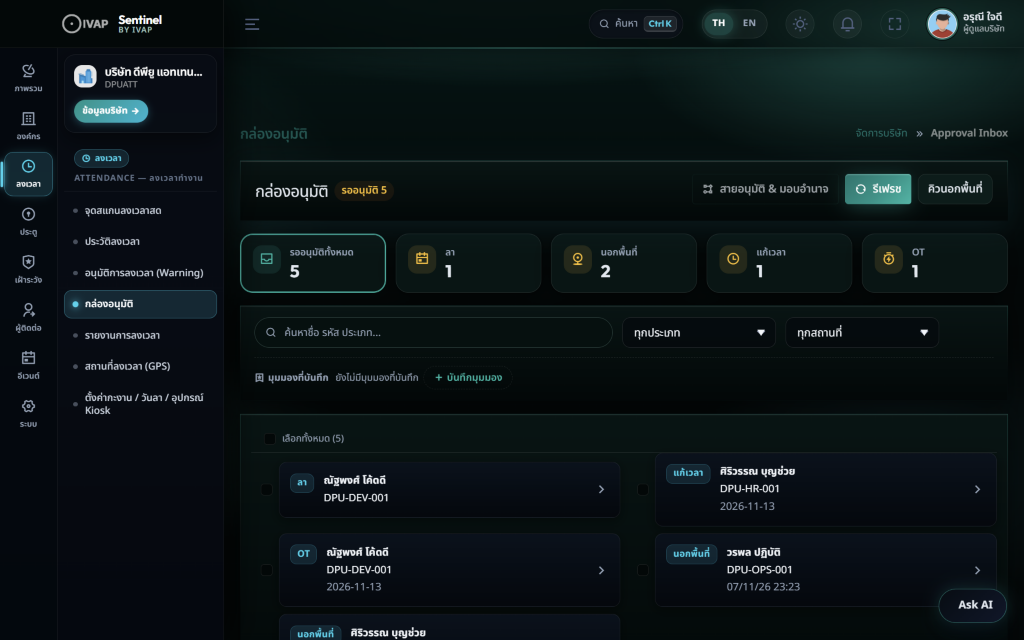 IVAP
Sentinel
BY IVAP
ค้นหา Ctrl K
TH EN
อรุณี ใจดี
ผู้ดูแลบริษัท
ภาพรวม
องค์กร
ลงเวลา
ประตู
เฝ้าระวัง
ผู้ติดต่อ
อีเวนต์
ระบบ
บริษัท ดีพียู แอทเทน...
DPUATT
ข้อมูลบริษัท →
ลงเวลา
ATTENDANCE — ลงเวลาทำงาน
จุดสแกนลงเวลาสด
ประวัติลงเวลา
อนุมัติการลงเวลา (Warning)
กล่องอนุมัติ
รายงานการลงเวลา
สถานที่ลงเวลา (GPS)
ตั้งค่ากะงาน / วันลา / อุปกรณ์
Kiosk
กล่องอนุมัติ
จัดการบริษัท » Approval Inbox
กล่องอนุมัติ รออนุมัติ 5
สายอนุมัติ & มอบอำนาจ
รีเฟรช
คิวนอกพื้นที่
รออนุมัติทั้งหมด
5
ลา
1
นอกพื้นที่
2
แก้เวลา
1
OT
1
ค้นหาชื่อ รหัส ประเภท...
ทุกประเภท
ทุกสถานที่
มุมมองที่บันทึก ยังไม่มีมุมมองที่บันทึก + บันทึกมุมมอง
เลือกทั้งหมด (5)
ลา ณัฐพงศ์ โค้ดดี
DPU-DEV-001
แก้เวลา ศิริวรรณ บุญช่วย
DPU-HR-001
2026-11-13
OT ณัฐพงศ์ โค้ดดี
DPU-DEV-001
2026-11-13
นอกพื้นที่ วรพล ปฏิบัติ
DPU-OPS-001
07/11/26 23:23
นอกพื้นที่ ศิริวรรณ บุญช่วย
Ask AI